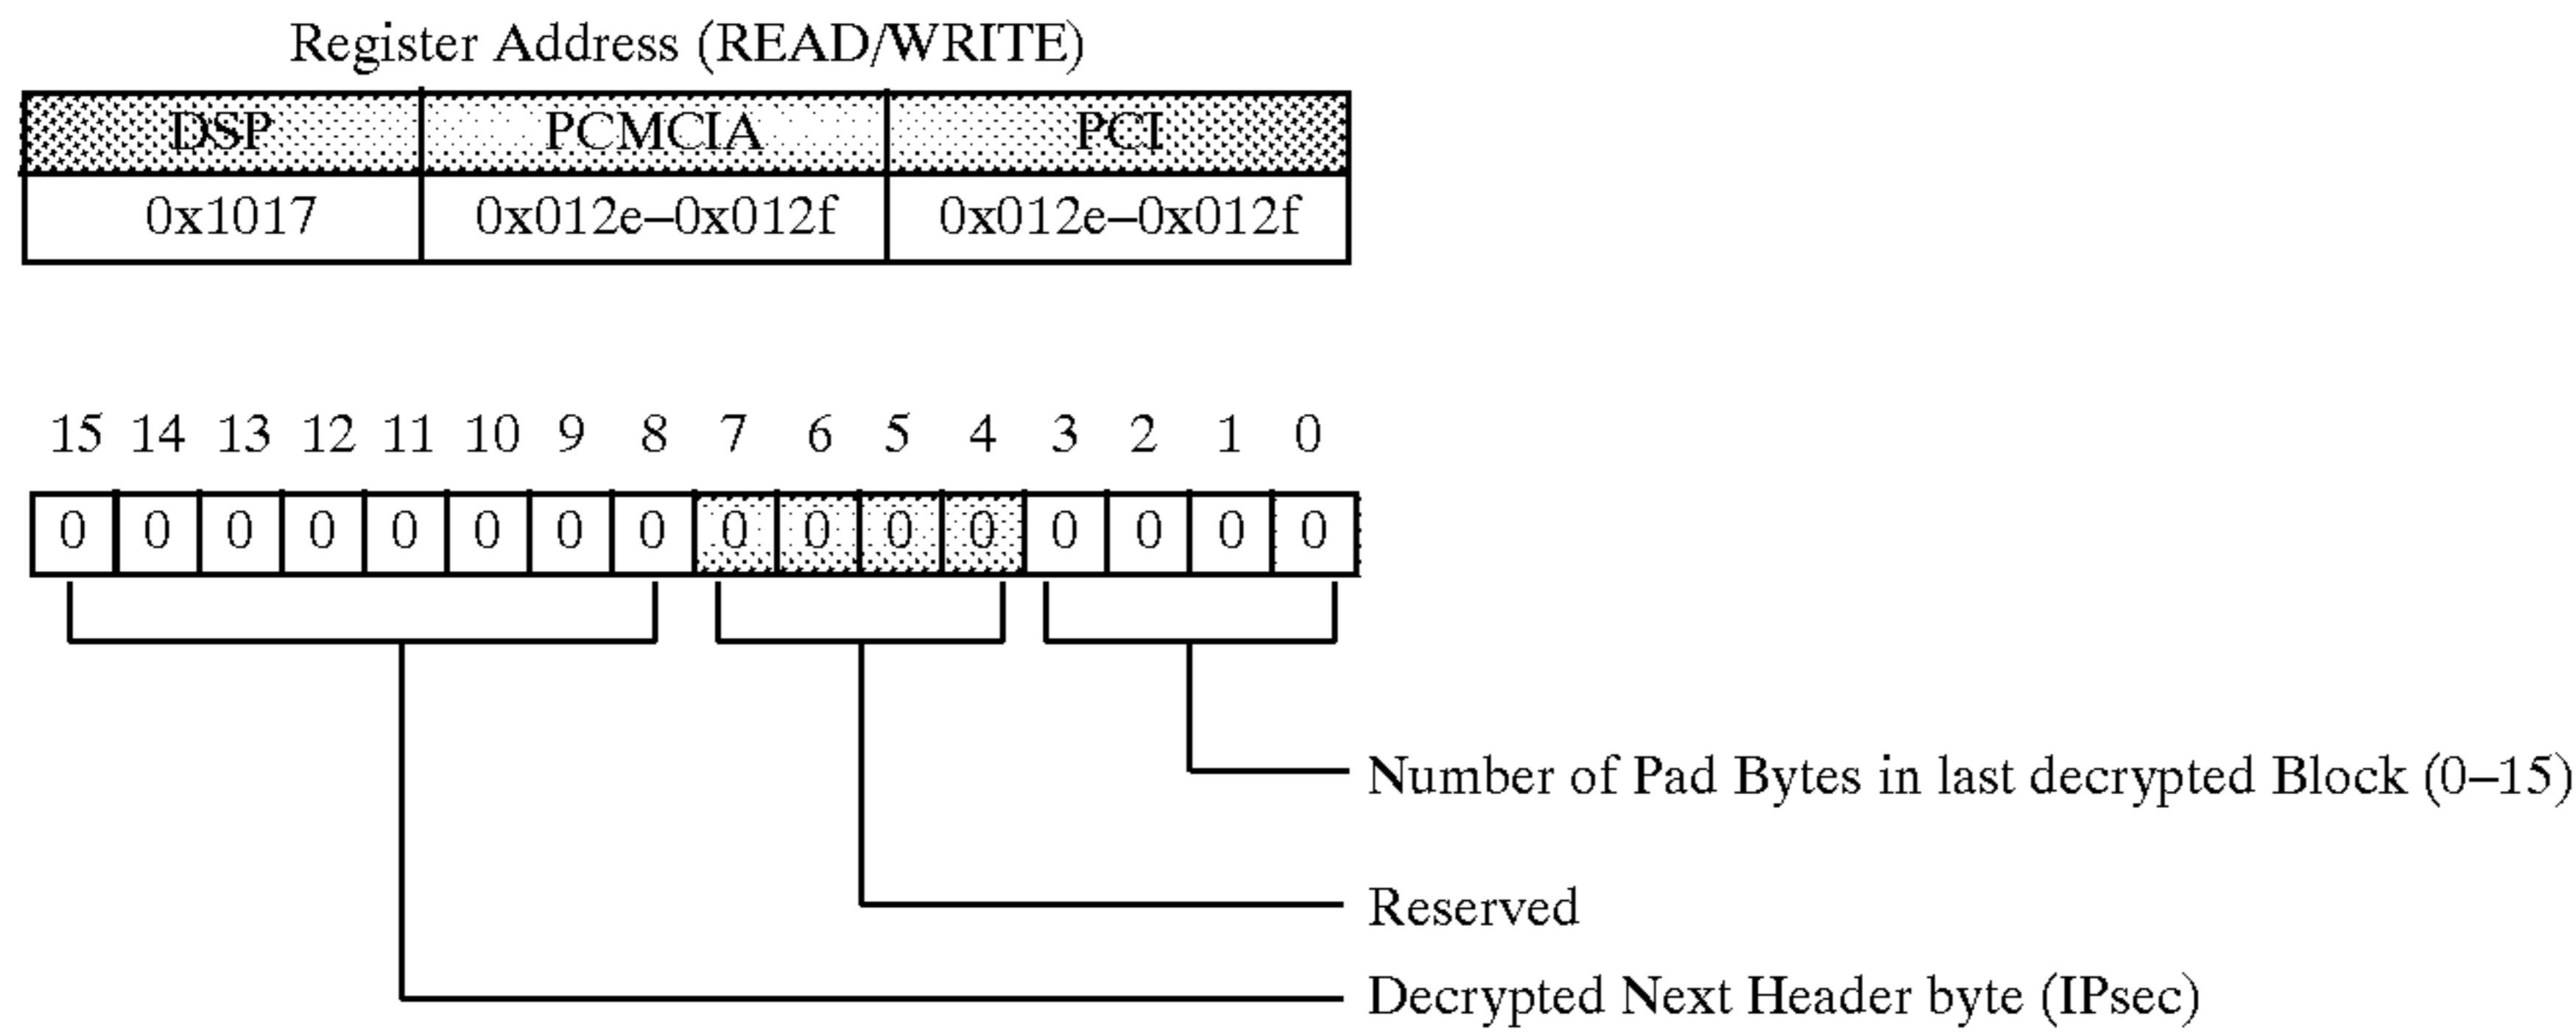 Register Address (READ/WRITE)
DSP PCMCIA PCI
0x1017 0x012e–0x012f 0x012e–0x012f
15 14 13 12 11 10 9 8 7 6 5 4 3 2 1 0
0 0 0 0 0 0 0 0 0 0 0 0 0 0 0 0
Number of Pad Bytes in last decrypted Block (0–15)
Reserved
Decrypted Next Header byte (IPsec)